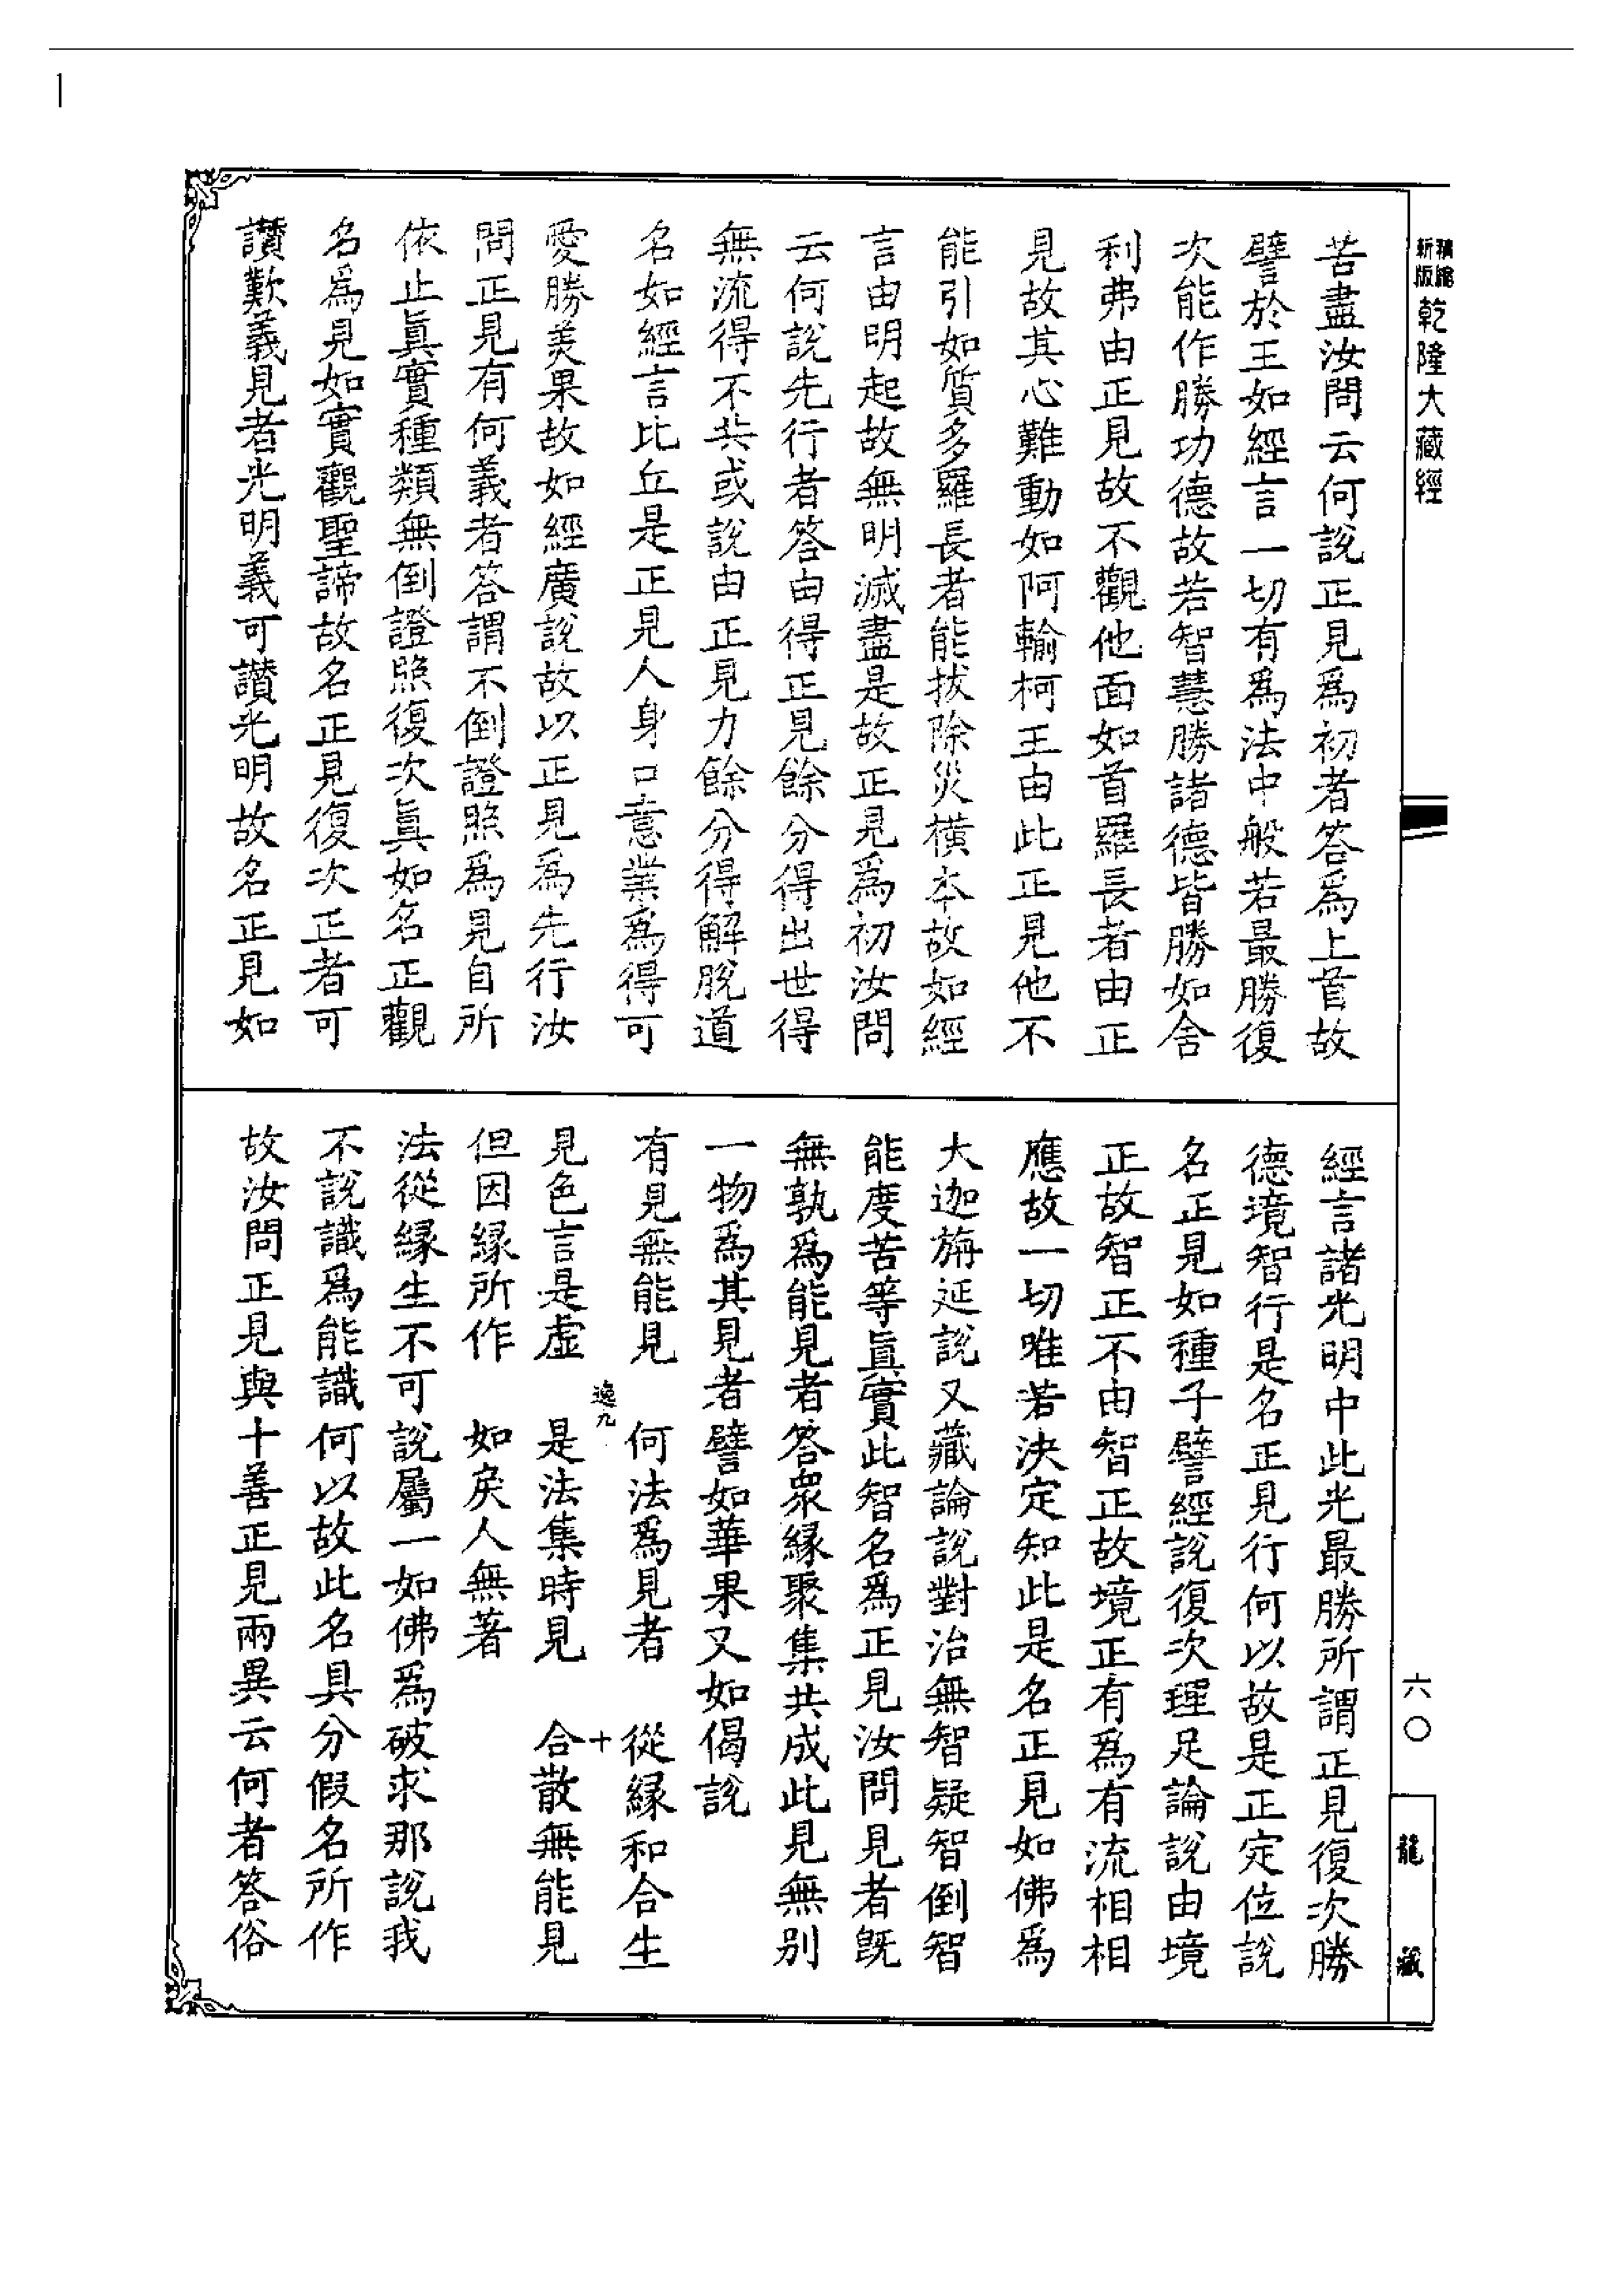 1
精縮新版乾隆大藏經
苦盡汝問云何說正見爲初者答爲上首故
譬於王如經言一切有爲法中般若最勝復
次能作勝功德故若智慧勝諸德皆勝如舍
利弗由正見故不觀他面如首羅長者由正
見故其心難動如阿輸柯王由此正見他不
能引如質多羅長者能拔除災橫本故如經
言由明起故無明滅盡是故正見爲初汝問
云何說先行者答由得正見餘分得出世得
無流得不共或說由正見力餘分得解脫道
名如經言比丘是正見人身口意業爲得可
愛勝美果故如經廣說故以正見爲先行汝
問正見有何義者答謂不倒證照爲見自所
依止眞實種類無倒證照復次眞如名正觀
名爲見如實觀聖諦故名正見復次正者可
讚歎義見者光明義可讚光明故名正見如
經言諸光明中此光最勝所謂正見復次勝
德境智行是名正見行何以故是正定位說
名正見如種子譬經說復次理足論說由境
正故智正不由智正故境正有爲有流相相
應故一切唯若決定知此是名正見如佛爲
大迦旃延說又藏論說對治無智疑智倒智
能度苦等眞實此智名爲正見汝問見者旣
無孰爲能見者答衆緣聚集共成此見無別
一物爲其見者譬如華果又如偈說
有見無能見　何法爲見者　從緣和合生
逸九　十
見色言是虛　是法集時見　合散無能見
但因緣所作　如矦人無著
法從緣生不可說屬一如佛爲破求那說我
不說識爲能識何以故此名具分假名所作
故汝問正見與十善正見兩異云何者答俗
六〇
龍藏